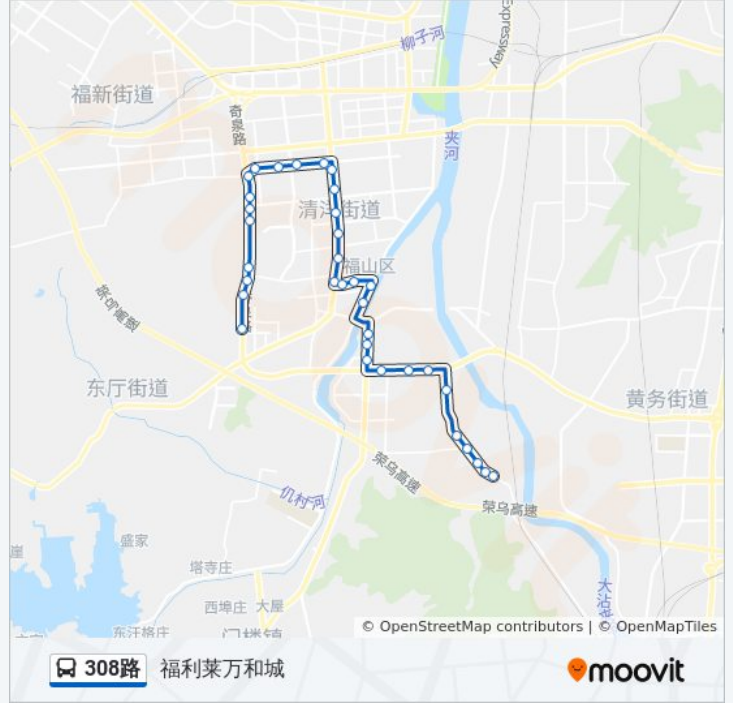 柳子河
Expressway
福新街道
奇泉路
夹河
清洋街道
福山区
东厅街道
黄务街道
荣乌高速
仉村河
荣乌高速
盛家
崖
塔寺庄
西埠庄
大屋
大沽夹
东汪格庄
门楼镇
© OpenStreetMap contributors | © OpenMapTiles
308路
福利莱万和城
moovit